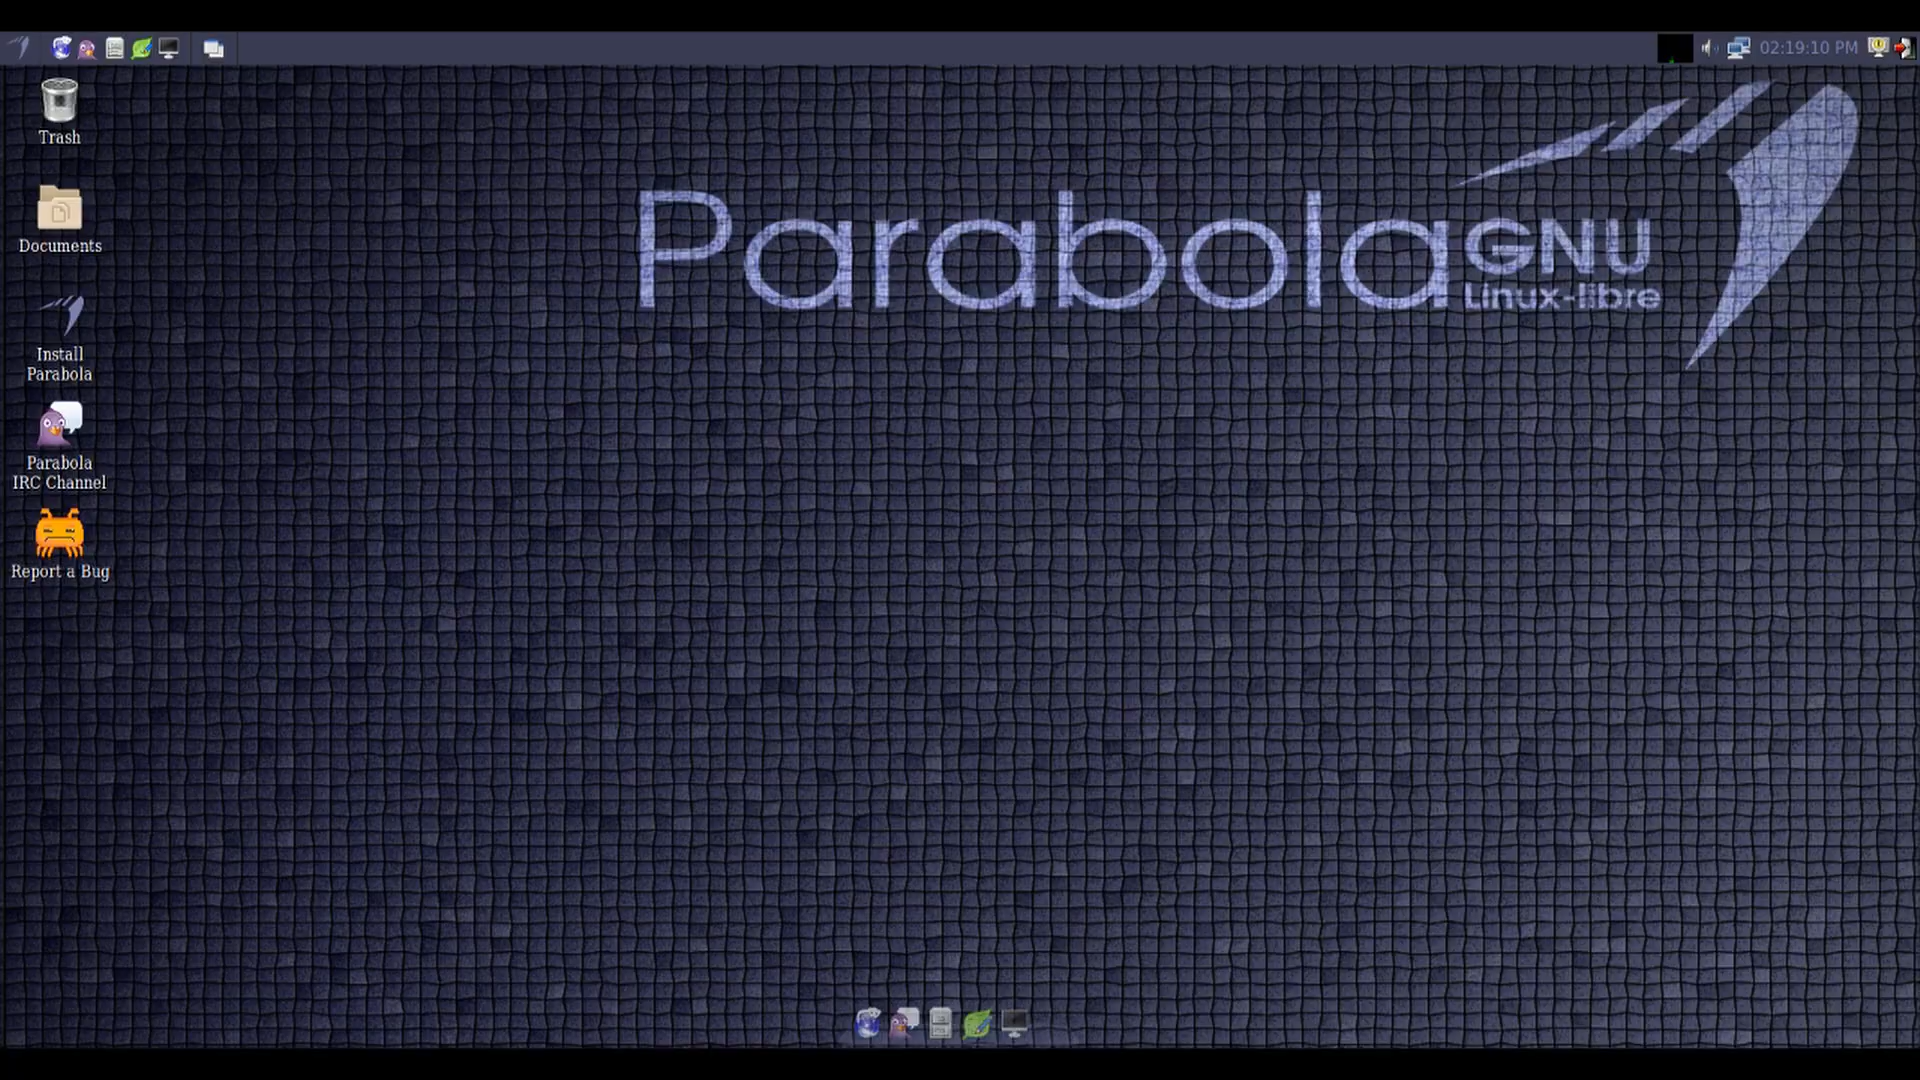 02:19:10 PM
Trash
Documents
Install
Parabola
Parabola
IRC Channel
Report a Bug
Parabola GNU
Linux-libre